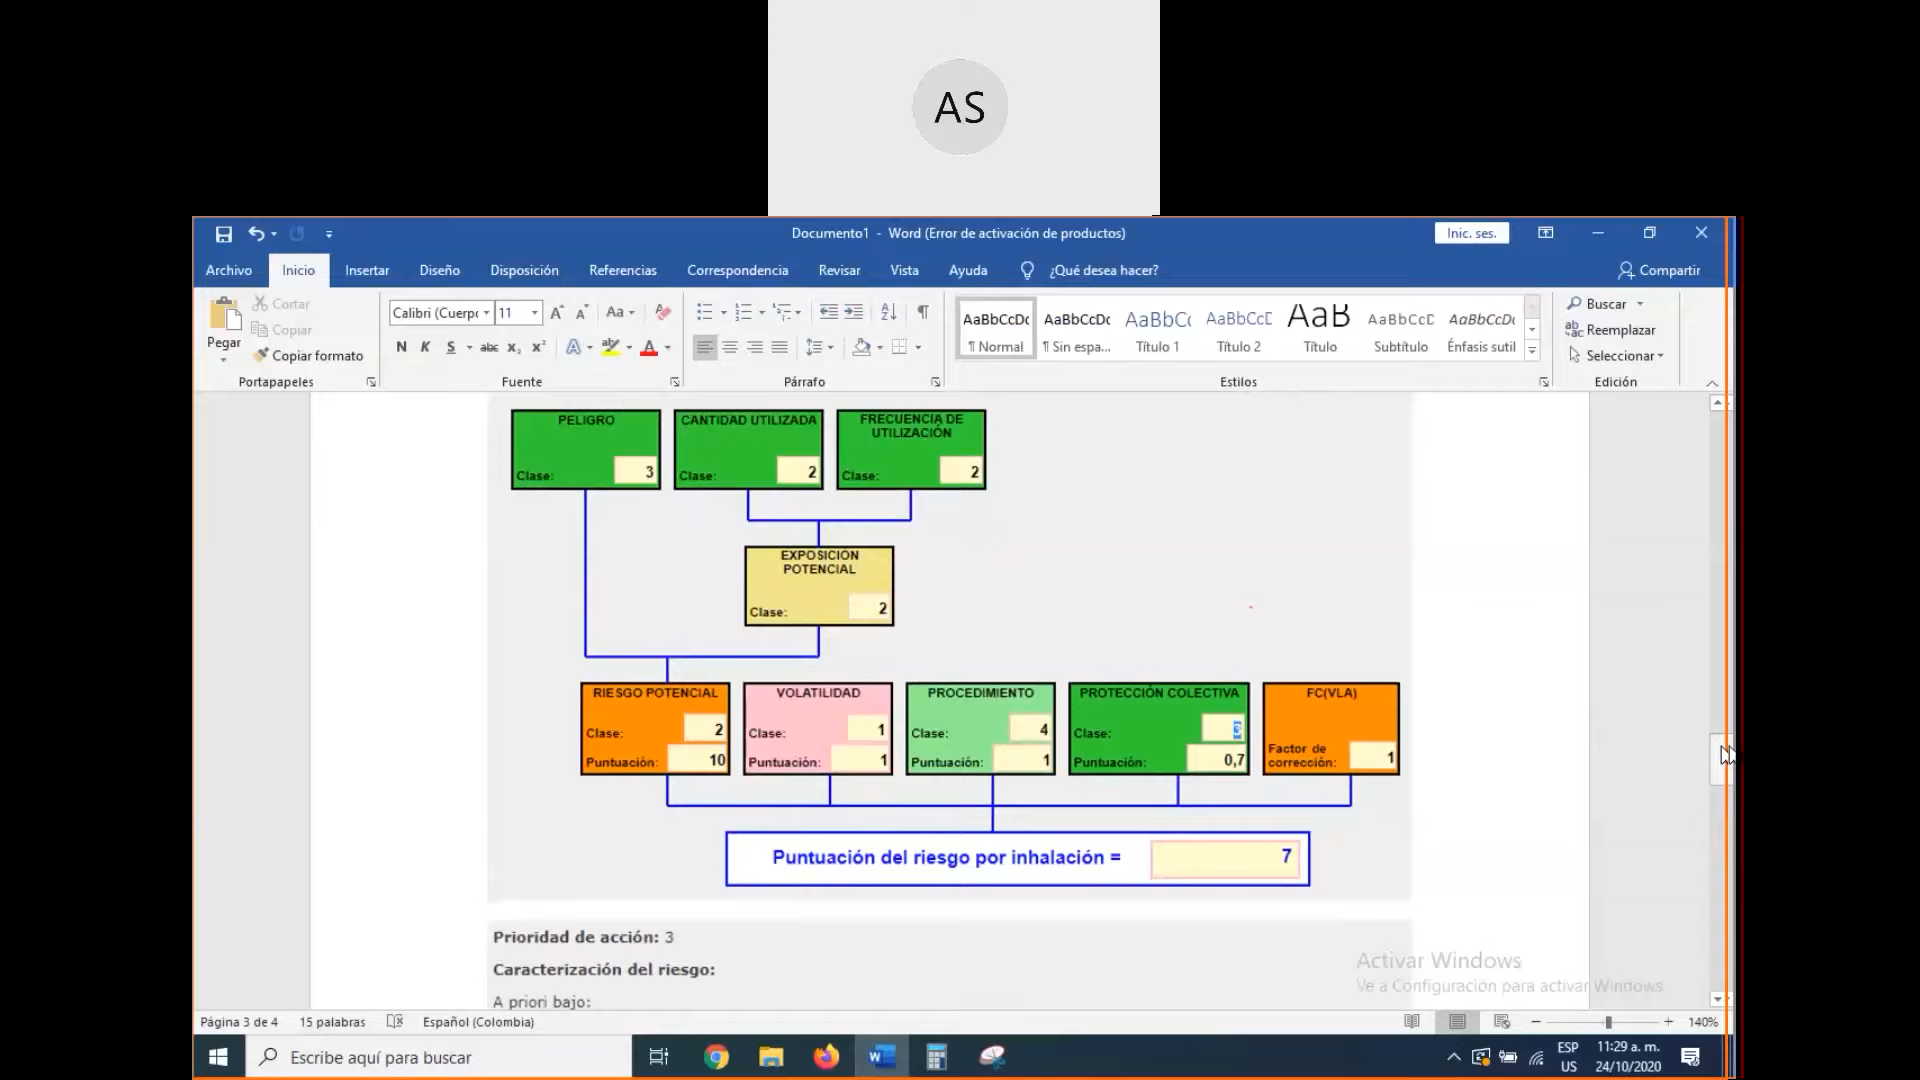 AS
Documento1 - Word (Error de activación de productos)
Inic. ses.
Archivo Inicio Insertar Diseño Disposición Referencias Correspondencia Revisar Vista Ayuda ¿Qué desea hacer? Compartir
Pegar
Cortar
Copiar
Copiar formato
Portapapeles
Calibri (Cuerpo 11
N K S abc x₂ x²
Fuente
Párrafo
AaBbCcDc AaBbCcDc AaBbCc AaBbCcD AaB AaBbCcD AaBbCcDc
¶ Normal ¶ Sin espa... Título 1 Título 2 Título Subtítulo Énfasis sutil
Estilos
Buscar
Reemplazar
Seleccionar
Edición
PELIGRO
Clase: 3
CANTIDAD UTILIZADA
Clase: 2
FRECUENCIA DE
UTILIZACIÓN
Clase: 2
EXPOSICIÓN
POTENCIAL
Clase: 2
RIESGO POTENCIAL
Clase: 2
Puntuación: 10
VOLATILIDAD
Clase: 1
Puntuación: 1
PROCEDIMIENTO
Clase: 4
Puntuación: 1
PROTECCIÓN COLECTIVA
Clase:
Puntuación: 0,7
FC(VLA)
Factor de
corrección: 1
Puntuación del riesgo por inhalación = 7
Prioridad de acción: 3
Caracterización del riesgo:
A priori bajo:
Activar Windows
Ve a Configuración para activar Windows
Página 3 de 4 15 palabras Español (Colombia) 140%
Escribe aquí para buscar
ESP
US
11:29 a. m.
24/10/2020